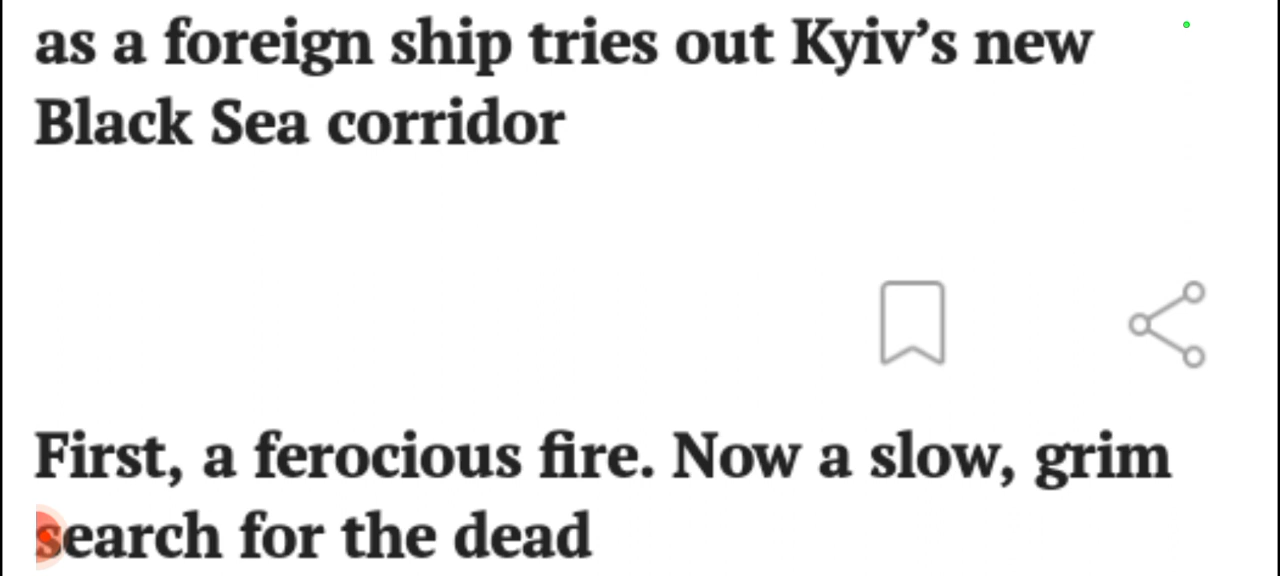 as a foreign ship tries out Kyiv’s new
Black Sea corridor
First, a ferocious fire. Now a slow, grim
search for the dead